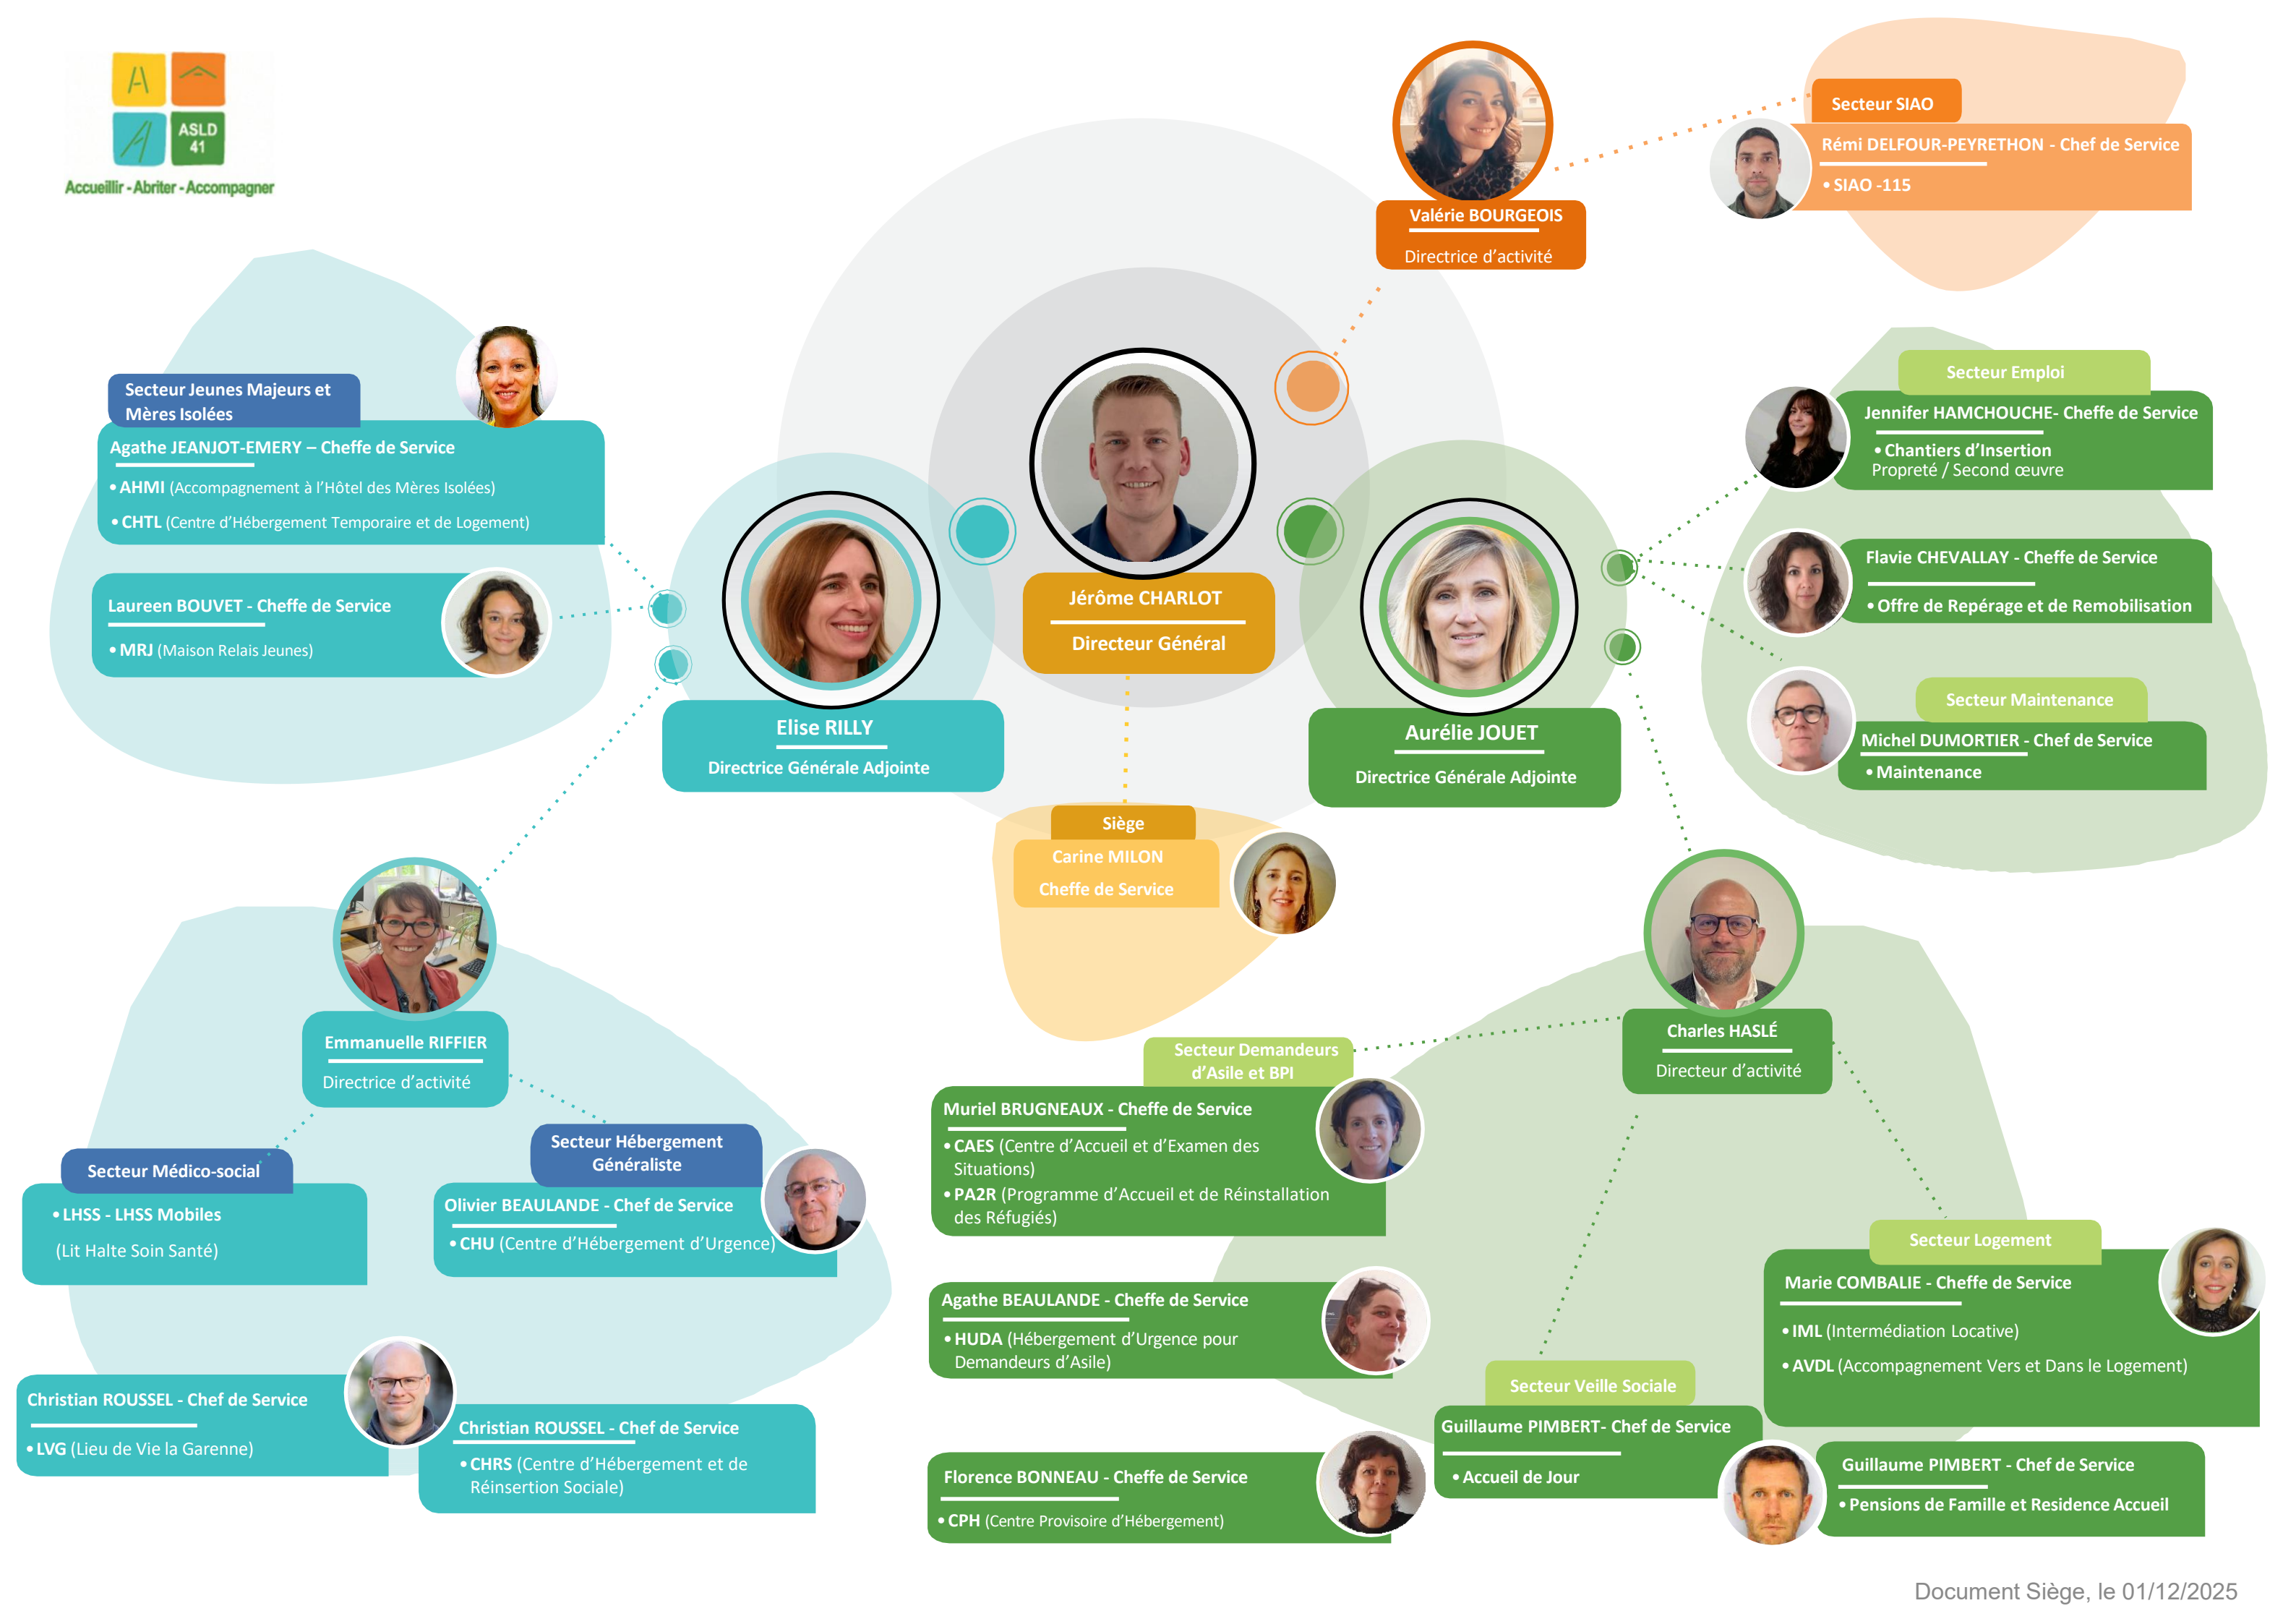 A
ASLD
41
Accueillir - Abriter - Accompagner
Valérie BOURGEOIS
Directrice d'activité
Secteur SIAO
Rémi DELFOUR-PEYRETHON - Chef de Service
• SIAO -115
Secteur Jeunes Majeurs et
Mères Isolées
Agathe JEANJOT-EMERY – Cheffe de Service
• AHMI (Accompagnement à l'Hôtel des Mères Isolées)
• CHTL (Centre d'Hébergement Temporaire et de Logement)
Laureen BOUVET - Cheffe de Service
• MRJ (Maison Relais Jeunes)
Jérôme CHARLOT
Directeur Général
Elise RILLY
Directrice Générale Adjointe
Aurélie JOUET
Directrice Générale Adjointe
Secteur Emploi
Jennifer HAMCHOUCHE- Cheffe de Service
• Chantiers d'Insertion
Propreté / Second œuvre
Flavie CHEVALLAY - Cheffe de Service
• Offre de Repérage et de Remobilisation
Secteur Maintenance
Michel DUMORTIER - Chef de Service
• Maintenance
Siège
Carine MILON
Cheffe de Service
Emmanuelle RIFFIER
Directrice d'activité
Secteur Médico-social
• LHSS - LHSS Mobiles
(Lit Halte Soin Santé)
Secteur Hébergement
Généraliste
Olivier BEAULANDE - Chef de Service
• CHU (Centre d'Hébergement d'Urgence)
Christian ROUSSEL - Chef de Service
• LVG (Lieu de Vie la Garenne)
Christian ROUSSEL - Chef de Service
• CHRS (Centre d'Hébergement et de
Réinsertion Sociale)
Charles HASLÉ
Directeur d'activité
Secteur Demandeurs
d'Asile et BPI
Muriel BRUGNEAUX - Cheffe de Service
• CAES (Centre d'Accueil et d'Examen des
Situations)
• PA2R (Programme d'Accueil et de Réinstallation
des Réfugiés)
Agathe BEAULANDE - Cheffe de Service
• HUDA (Hébergement d'Urgence pour
Demandeurs d'Asile)
Florence BONNEAU - Cheffe de Service
• CPH (Centre Provisoire d'Hébergement)
Secteur Veille Sociale
Guillaume PIMBERT- Chef de Service
• Accueil de Jour
Secteur Logement
Marie COMBALIE - Cheffe de Service
• IML (Intermédiation Locative)
• AVDL (Accompagnement Vers et Dans le Logement)
Guillaume PIMBERT - Chef de Service
• Pensions de Famille et Residence Accueil
Document Siège, le 01/12/2025